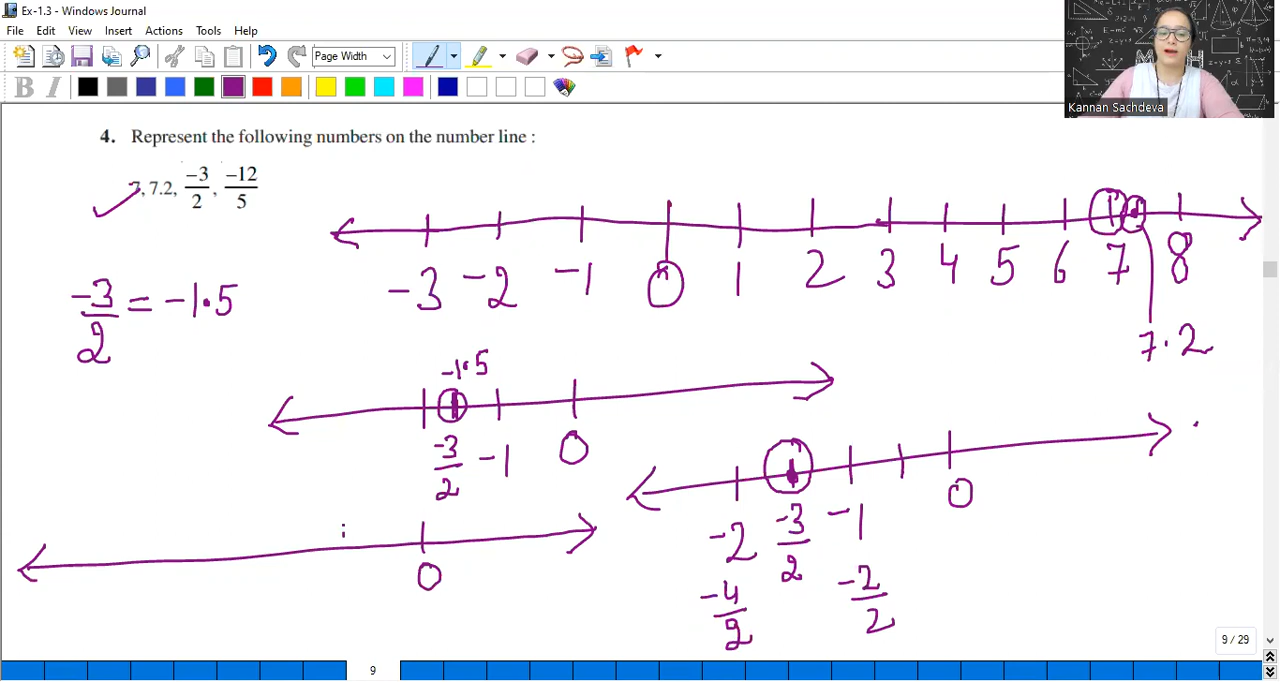 Ex-1.3 - Windows Journal
File Edit View Insert Actions Tools Help
Page Width
B I
Kannan Sachdeva
4. Represent the following numbers on the number line :
7, 7.2, -3/2, -12/5
-3 -2 -1 0 1 2 3 4 5 6 7 8
7.2
-3/2 = -1.5
-1.5
-3/2 -1 0
-2 -3/2 -1 0
-4/2 -2/2
0
9 / 29
9